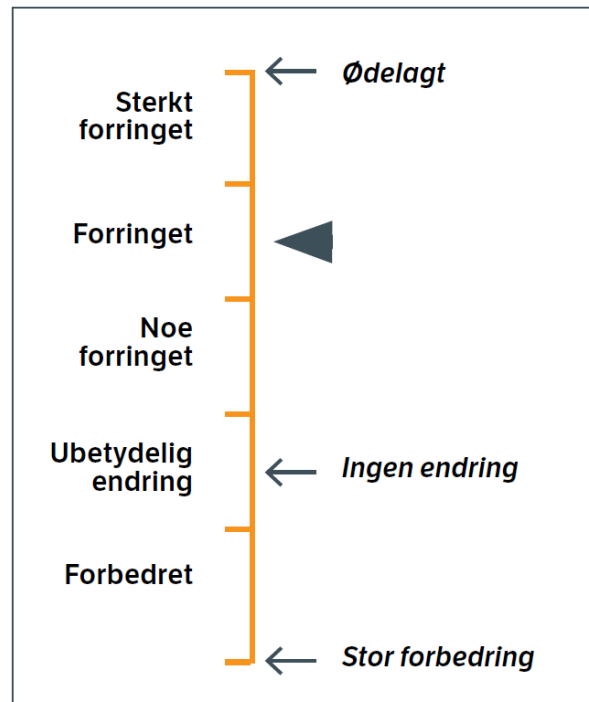 Ødelagt
Sterkt
forringet
Forringet
Noe
forringet
Ubetydelig
endring
Ingen endring
Forbedret
Stor forbedring